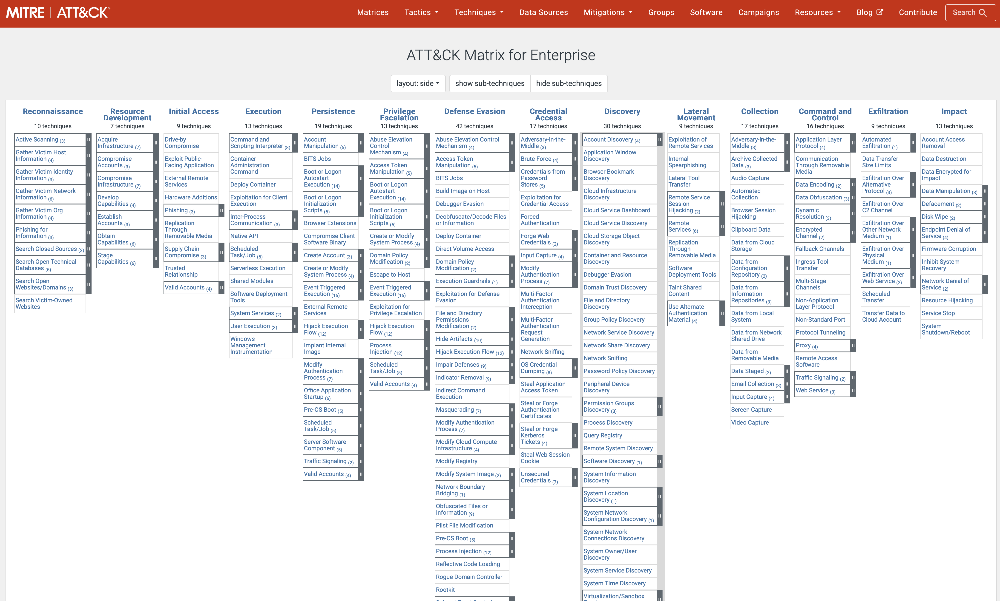 MITRE | ATT&CK®
Matrices
Tactics
Techniques
Data Sources
Mitigations
Groups
Software
Campaigns
Resources
Blog
Contribute
Search
ATT&CK Matrix for Enterprise
layout: side
show sub-techniques
hide sub-techniques
Reconnaissance
10 techniques
Active Scanning (3)
Gather Victim Host
Information (4)
Gather Victim Identity
Information (3)
Gather Victim Network
Information (6)
Gather Victim Org
Information (4)
Phishing for
Information (3)
Search Closed Sources (2)
Search Open Technical
Databases (5)
Search Open
Websites/Domains (3)
Search Victim-Owned
Websites
Resource
Development
7 techniques
Acquire
Infrastructure (7)
Compromise
Accounts (3)
Compromise
Infrastructure (7)
Develop
Capabilities (4)
Establish
Accounts (3)
Obtain
Capabilities (6)
Stage
Capabilities (6)
Initial Access
9 techniques
Drive-by
Compromise
Exploit Public-
Facing Application
External Remote
Services
Hardware Additions
Phishing (3)
Replication
Through
Removable Media
Supply Chain
Compromise (3)
Trusted
Relationship
Valid Accounts (4)
Execution
13 techniques
Command and
Scripting Interpreter (8)
Container
Administration
Command
Deploy Container
Exploitation for Client
Execution
Inter-Process
Communication (3)
Native API
Scheduled
Task/Job (5)
Serverless Execution
Shared Modules
Software Deployment
Tools
System Services (2)
User Execution (3)
Windows
Management
Instrumentation
Persistence
19 techniques
Account
Manipulation (5)
BITS Jobs
Boot or Logon
Autostart
Execution (14)
Boot or Logon
Initialization
Scripts (5)
Browser Extensions
Compromise Client
Software Binary
Create Account (3)
Create or Modify
System Process (4)
Event Triggered
Execution (16)
External Remote
Services
Hijack Execution
Flow (12)
Implant Internal
Image
Modify
Authentication
Process (7)
Office Application
Startup (6)
Pre-OS Boot (5)
Scheduled
Task/Job (5)
Server Software
Component (5)
Traffic Signaling (2)
Valid Accounts (4)
Privilege
Escalation
13 techniques
Abuse Elevation
Control
Mechanism (4)
Access Token
Manipulation (5)
Boot or Logon
Autostart
Execution (14)
Boot or Logon
Initialization
Scripts (5)
Create or Modify
System Process (4)
Domain Policy
Modification (2)
Escape to Host
Event Triggered
Execution (16)
Exploitation for
Privilege Escalation
Hijack Execution
Flow (12)
Process
Injection (12)
Scheduled
Task/Job (5)
Valid Accounts (4)
Defense Evasion
42 techniques
Abuse Elevation Control
Mechanism (4)
Access Token
Manipulation (5)
BITS Jobs
Build Image on Host
Debugger Evasion
Deobfuscate/Decode Files
or Information
Deploy Container
Direct Volume Access
Domain Policy
Modification (2)
Execution Guardrails (1)
Exploitation for Defense
Evasion
File and Directory
Permissions
Modification (2)
Hide Artifacts (10)
Hijack Execution Flow (12)
Impair Defenses (9)
Indicator Removal (9)
Indirect Command
Execution
Masquerading (7)
Modify Authentication
Process (7)
Modify Cloud Compute
Infrastructure (4)
Modify Registry
Modify System Image (2)
Network Boundary
Bridging (1)
Obfuscated Files or
Information (9)
Plist File Modification
Pre-OS Boot (5)
Process Injection (12)
Reflective Code Loading
Rogue Domain Controller
Rootkit
Credential
Access
17 techniques
Adversary-in-the-
Middle (3)
Brute Force (4)
Credentials from
Password
Stores (5)
Exploitation for
Credential Access
Forced
Authentication
Forge Web
Credentials (2)
Input Capture (4)
Modify
Authentication
Process (7)
Multi-Factor
Authentication
Interception
Multi-Factor
Authentication
Request
Generation
Network Sniffing
OS Credential
Dumping (8)
Steal Application
Access Token
Steal or Forge
Authentication
Certificates
Steal or Forge
Kerberos
Tickets (4)
Steal Web Session
Cookie
Unsecured
Credentials (7)
Discovery
30 techniques
Account Discovery (4)
Application Window
Discovery
Browser Bookmark
Discovery
Cloud Infrastructure
Discovery
Cloud Service Dashboard
Cloud Service Discovery
Cloud Storage Object
Discovery
Container and Resource
Discovery
Debugger Evasion
Domain Trust Discovery
File and Directory
Discovery
Group Policy Discovery
Network Service Discovery
Network Share Discovery
Network Sniffing
Password Policy Discovery
Peripheral Device
Discovery
Permission Groups
Discovery (3)
Process Discovery
Query Registry
Remote System Discovery
Software Discovery (1)
System Information
Discovery
System Location
Discovery (1)
System Network
Configuration Discovery (1)
System Network
Connections Discovery
System Owner/User
Discovery
System Service Discovery
System Time Discovery
Virtualization/Sandbox
Lateral
Movement
9 techniques
Exploitation of
Remote Services
Internal
Spearphishing
Lateral Tool
Transfer
Remote Service
Session
Hijacking (2)
Remote
Services (6)
Replication
Through
Removable Media
Software
Deployment Tools
Taint Shared
Content
Use Alternate
Authentication
Material (4)
Collection
17 techniques
Adversary-in-the-
Middle (3)
Archive Collected
Data (3)
Audio Capture
Automated
Collection
Browser Session
Hijacking
Clipboard Data
Data from Cloud
Storage
Data from
Configuration
Repository (2)
Data from
Information
Repositories (3)
Data from Local
System
Data from Network
Shared Drive
Data from
Removable Media
Data Staged (2)
Email Collection (3)
Input Capture (4)
Screen Capture
Video Capture
Command and
Control
16 techniques
Application Layer
Protocol (4)
Communication
Through Removable
Media
Data Encoding (2)
Data Obfuscation (3)
Dynamic
Resolution (3)
Encrypted
Channel (2)
Fallback Channels
Ingress Tool
Transfer
Multi-Stage
Channels
Non-Application
Layer Protocol
Non-Standard Port
Protocol Tunneling
Proxy (4)
Remote Access
Software
Traffic Signaling (2)
Web Service (3)
Exfiltration
9 techniques
Automated
Exfiltration (1)
Data Transfer
Size Limits
Exfiltration Over
Alternative
Protocol (3)
Exfiltration Over
C2 Channel
Exfiltration Over
Other Network
Medium (1)
Exfiltration Over
Physical
Medium (1)
Exfiltration Over
Web Service (2)
Scheduled
Transfer
Transfer Data to
Cloud Account
Impact
13 techniques
Account Access
Removal
Data Destruction
Data Encrypted for
Impact
Data Manipulation (3)
Defacement (2)
Disk Wipe (2)
Endpoint Denial of
Service (4)
Firmware Corruption
Inhibit System
Recovery
Network Denial of
Service (2)
Resource Hijacking
Service Stop
System
Shutdown/Reboot